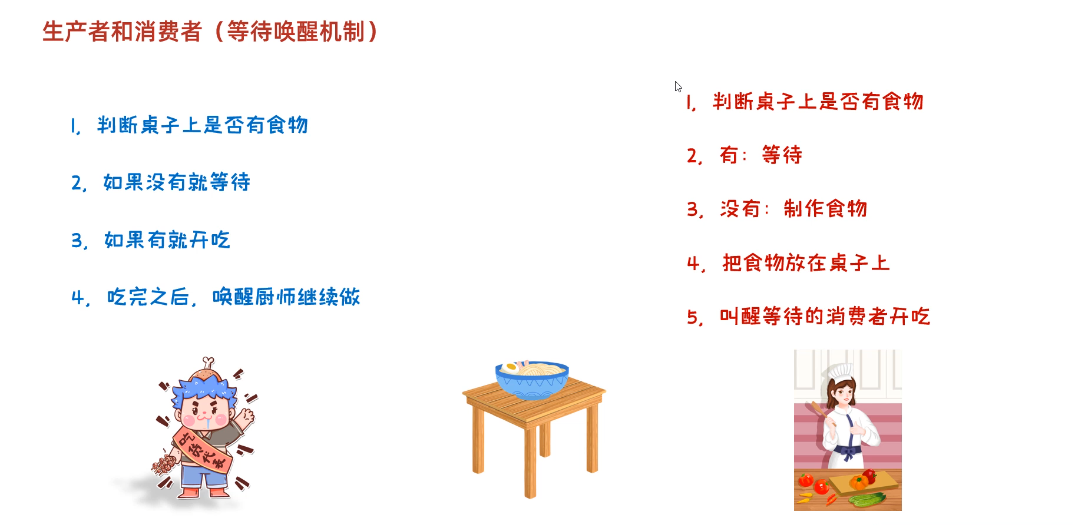 生产者和消费者（等待唤醒机制）
1, 判断桌子上是否有食物
2, 如果没有就等待
3, 如果有就开吃
4, 吃完之后, 唤醒厨师继续做
1, 判断桌子上是否有食物
2, 有: 等待
3, 没有: 制作食物
4, 把食物放在桌子上
5, 叫醒等待的消费者开吃
吃货代表